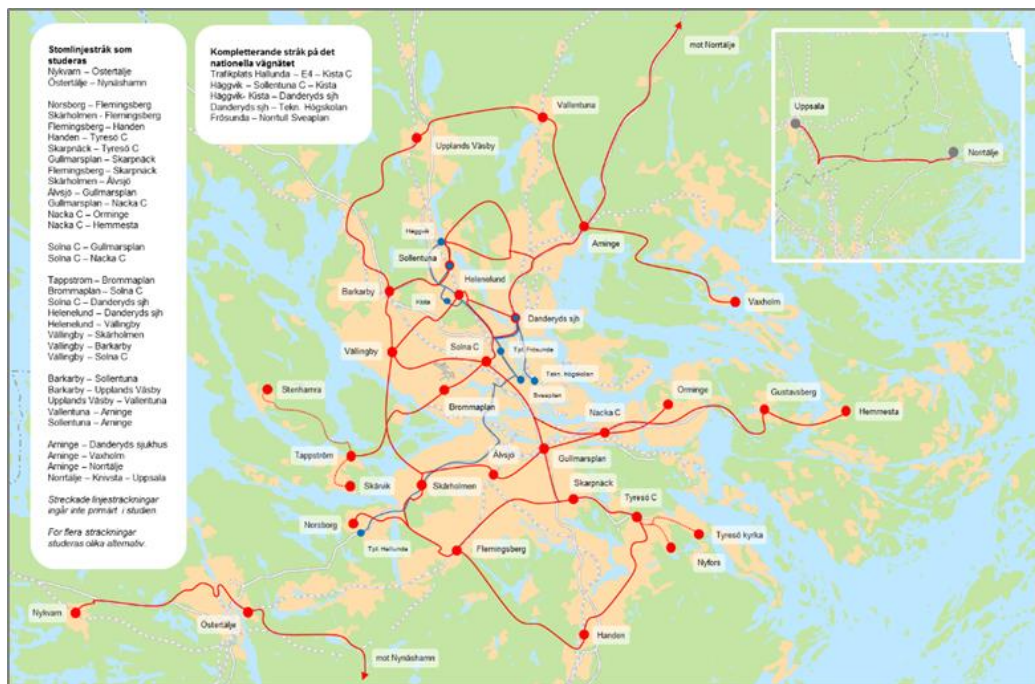 Stomlinjestråk som
studeras
Nykvarn – Östertälje
Östertälje – Nynäshamn
Norsborg – Flemingsberg
Skärholmen – Flemingsberg
Flemingsberg – Handen
Handen – Tyresö C
Skarpnäck – Tyresö C
Gullmarsplan – Skarpnäck
Flemingsberg – Skarpnäck
Skärholmen – Älvsjö
Älvsjö – Gullmarsplan
Gullmarsplan – Nacka C
Nacka C – Orminge
Nacka C – Hemmesta
Solna C – Gullmarsplan
Solna C – Nacka C
Tappström – Brommaplan
Brommaplan – Solna C
Solna C – Danderyds sjh
Helenelund – Danderyds sjh
Helenelund – Vällingby
Vällingby – Skärholmen
Vällingby – Barkarby
Vällingby – Solna C
Barkarby – Sollentuna
Barkarby – Upplands Väsby
Upplands Väsby – Vallentuna
Vallentuna – Arninge
Sollentuna – Arninge
Arninge – Danderyds sjukhus
Arninge – Vaxholm
Arninge – Norrtälje
Norrtälje – Knivsta – Uppsala
Streckade linjesträckningar
ingår inte primärt i studien
För flera sträckningar
studeras olika alternativ.
Kompletterande stråk på det
nationella vägnätet
Trafikplats Hallunda – E4 – Kista C
Häggvik – Sollentuna C – Kista
Häggvik- Kista – Danderyds sjh
Danderyds sjh – Tekn. Högskolan
Frösunda – Norrtull Sveaplan
mot Norrtälje
Uppsala
Norrtälje
Vallentuna
Upplands Väsby
Häggvik
Arninge
Sollentuna
Helenelund
Barkarby
Kista
Vaxholm
Danderyds sjh
Vällingby
Solna C
Tpl. Frösunda
Tekn. högskolan
Sveaplan
Stenhamra
Brommaplan
Orminge
Gustavsberg
Hemmesta
Nacka C
Tappström
Älvsjö
Gullmarsplan
Skärvik
Skärholmen
Skarpnäck
Tyresö C
Norsborg
Tpl. Hallunda
Tyresö kyrka
Flemingsberg
Nyfors
Nykvarn
Östertälje
Handen
mot Nynäshamn